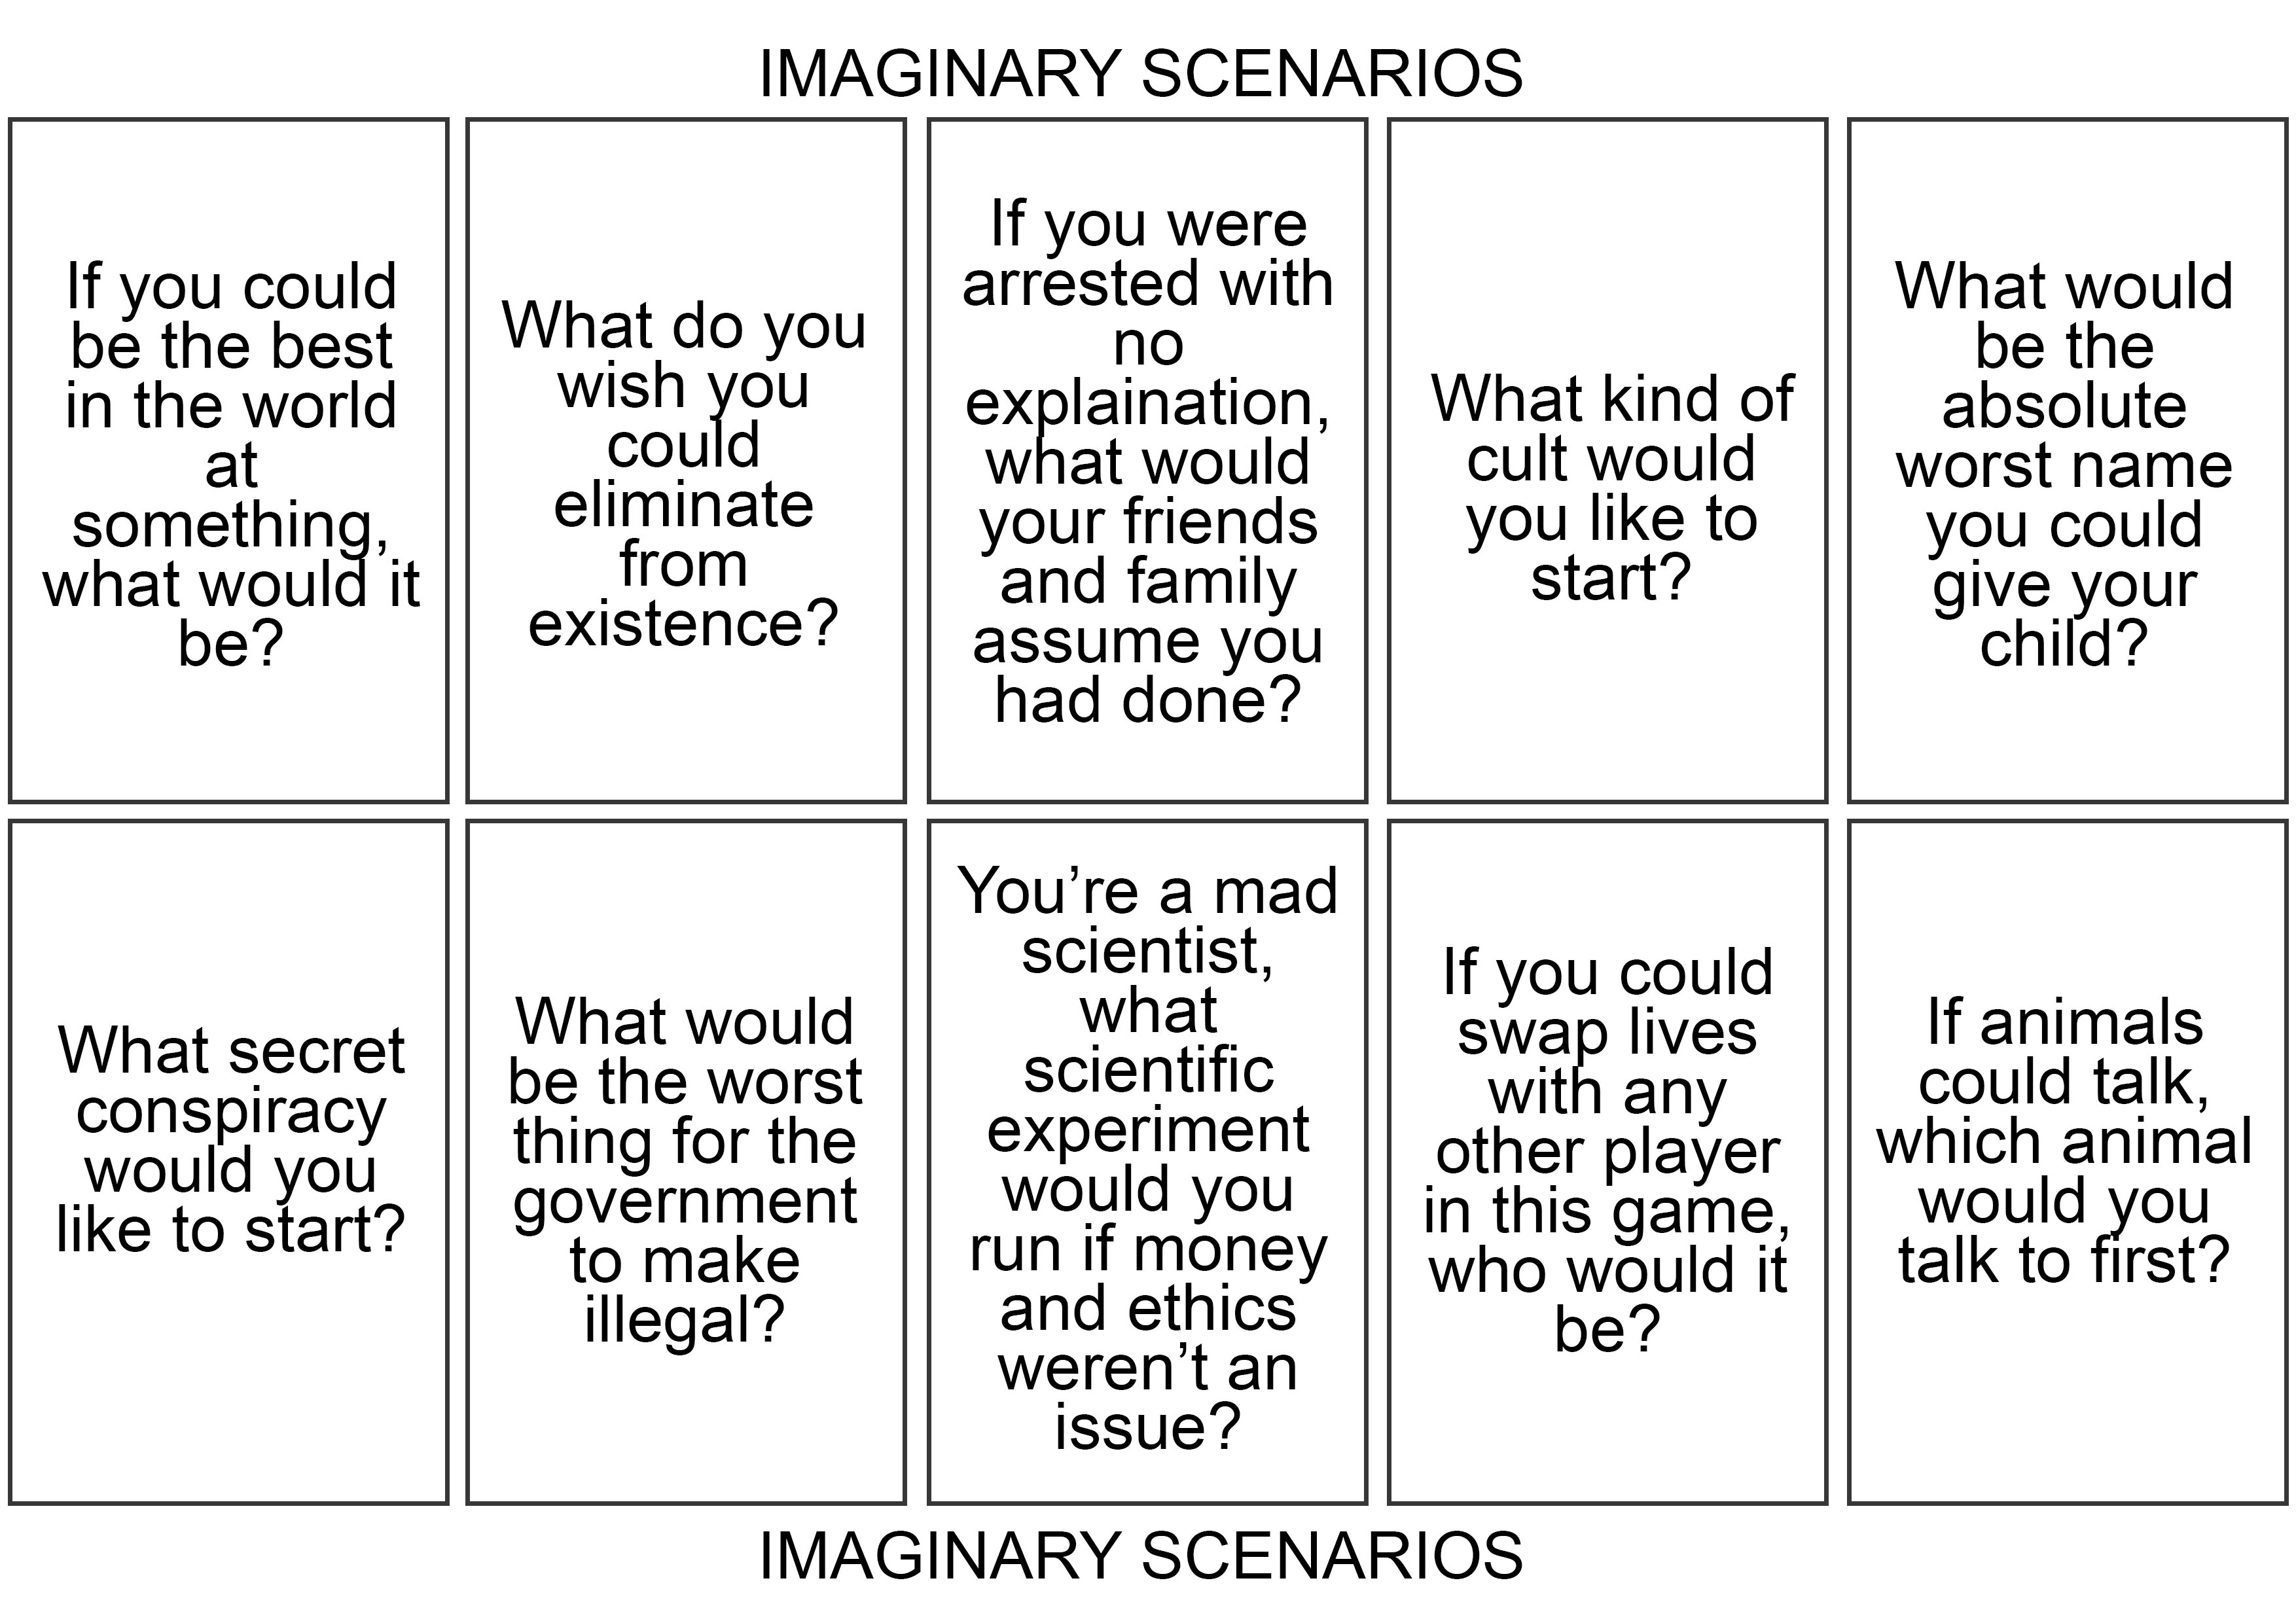 IMAGINARY SCENARIOS
If you could
be the best
in the world
at
something,
what would it
be?
What do you
wish you
could
eliminate
from
existence?
If you were
arrested with
no
explaination,
what would
your friends
and family
assume you
had done?
What kind of
cult would
you like to
start?
What would
be the
absolute
worst name
you could
give your
child?
What secret
conspiracy
would you
like to start?
What would
be the worst
thing for the
government
to make
illegal?
You’re a mad
scientist,
what
scientific
experiment
would you
run if money
and ethics
weren’t an
issue?
If you could
swap lives
with any
other player
in this game,
who would it
be?
If animals
could talk,
which animal
would you
talk to first?
IMAGINARY SCENARIOS